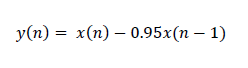 y(n) = x(n) − 0.95x(n − 1)